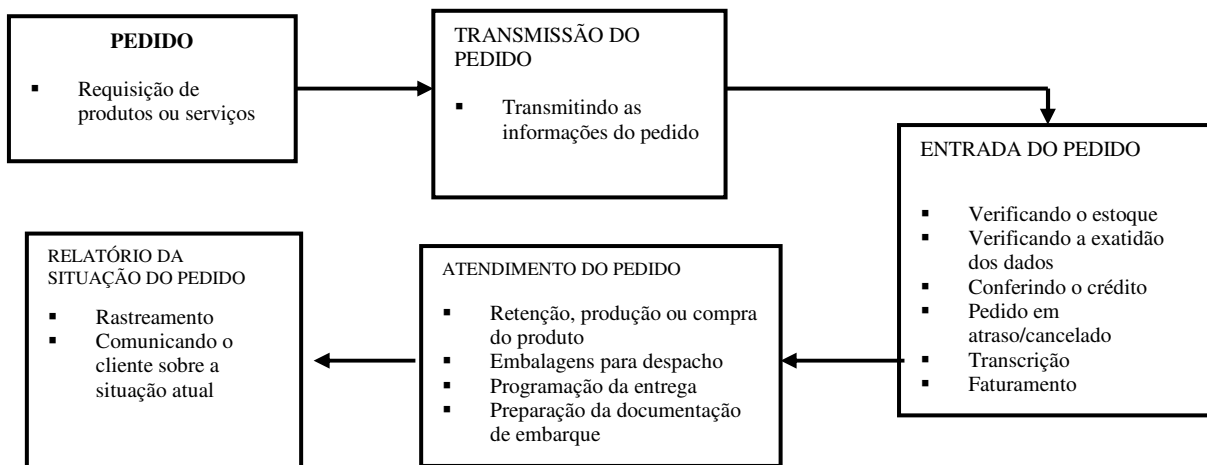 PEDIDO
▪ Requisição de
produtos ou serviços
TRANSMISSÃO DO
PEDIDO
▪ Transmitindo as
informações do pedido
ENTRADA DO PEDIDO
▪ Verificando o estoque
▪ Verificando a exatidão
dos dados
▪ Conferindo o crédito
▪ Pedido em
atraso/cancelado
▪ Transcrição
▪ Faturamento
ATENDIMENTO DO PEDIDO
▪ Retenção, produção ou compra
do produto
▪ Embalagens para despacho
▪ Programação da entrega
▪ Preparação da documentação
de embarque
RELATÓRIO DA
SITUAÇÃO DO PEDIDO
▪ Rastreamento
▪ Comunicando o
cliente sobre a
situação atual